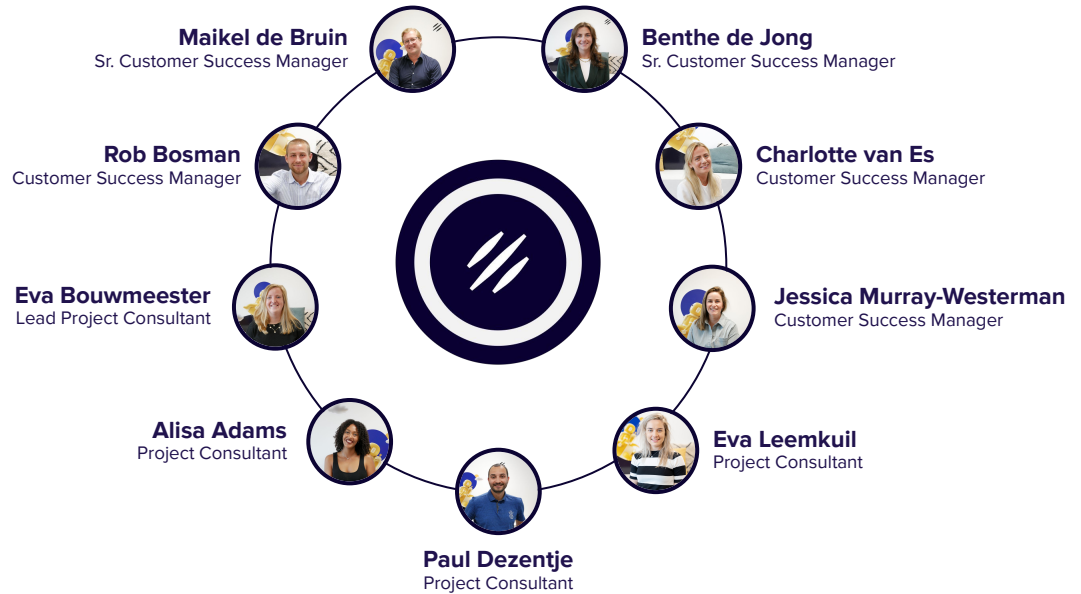 Maikel de Bruin
Sr. Customer Success Manager
Benthe de Jong
Sr. Customer Success Manager
Rob Bosman
Customer Success Manager
Charlotte van Es
Customer Success Manager
Eva Bouwmeester
Lead Project Consultant
Jessica Murray-Westerman
Customer Success Manager
Alisa Adams
Project Consultant
Eva Leemkuil
Project Consultant
Paul Dezentje
Project Consultant